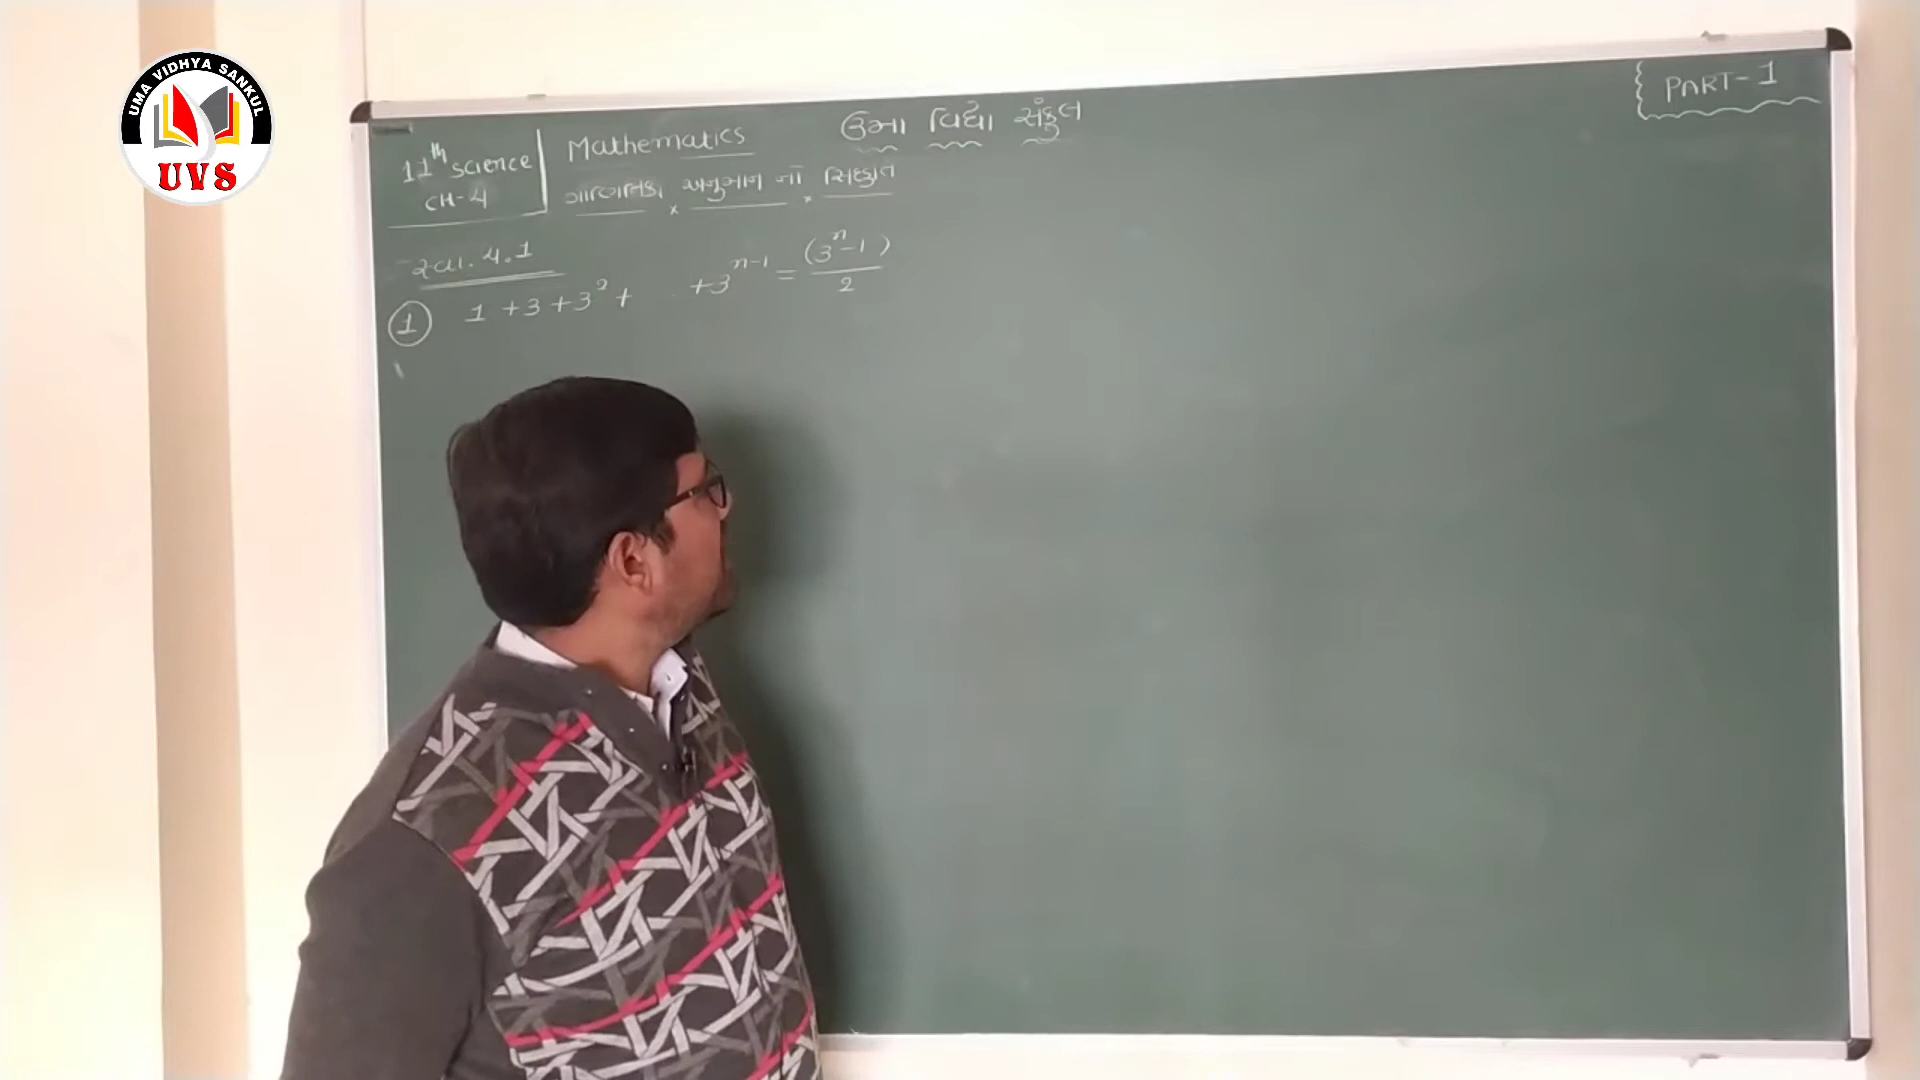 UMA VIDHYA SANKUL
UVS
PART-1
ઉમા વિદ્યા સંકુલ
11th science
CH-4
Mathematics
ગાણિતિક અનુમાન નો સિદ્ધાંત
સ્વા. 4.1
① 1 + 3 + 3² + . + 3ⁿ⁻¹ = (3ⁿ-1) / 2